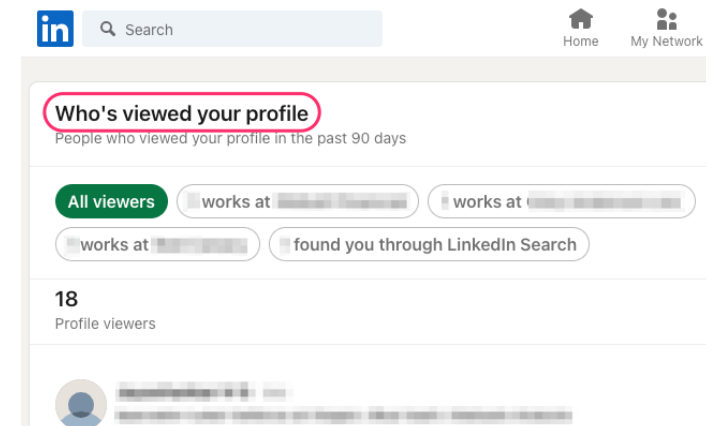 in Search
Home My Network
Who's viewed your profile
People who viewed your profile in the past 90 days
All viewers works at works at
works at found you through LinkedIn Search
18
Profile viewers